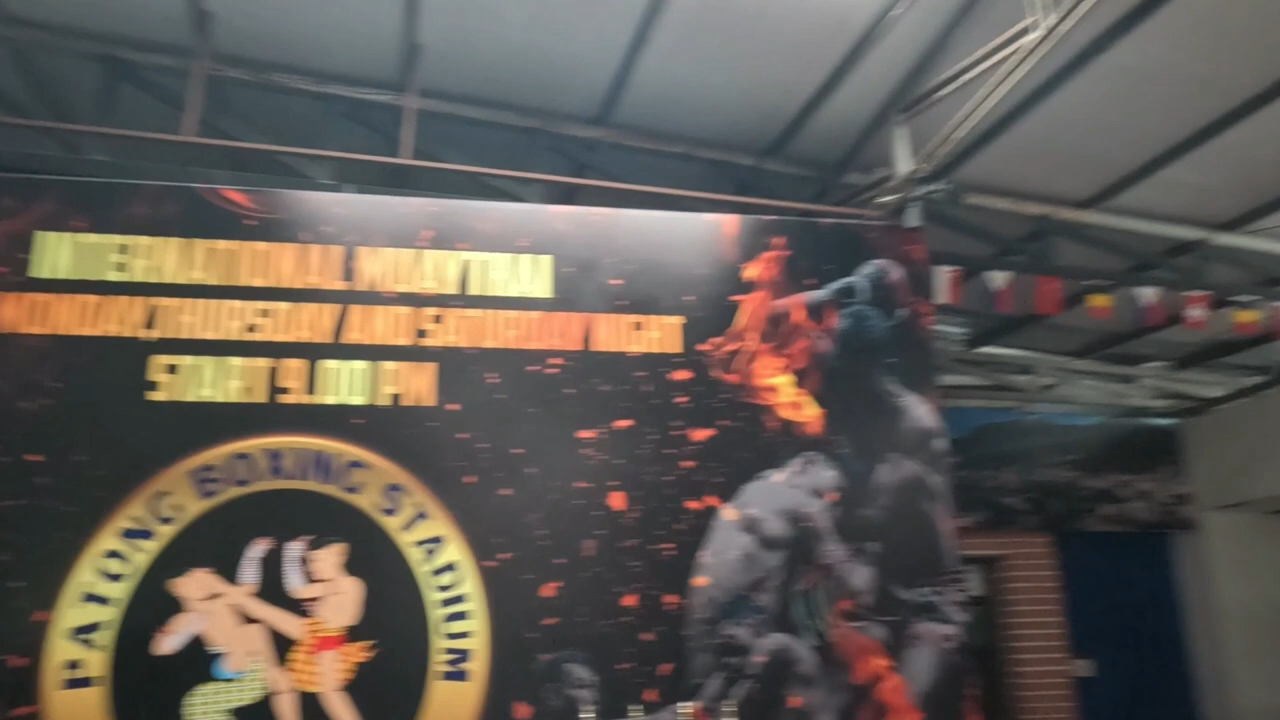 INTERNATIONAL MUAYTHAI
MONDAY, THURSDAY AND SATURDAY NIGHT
START 9.00 PM
PATONG BOXING STADIUM